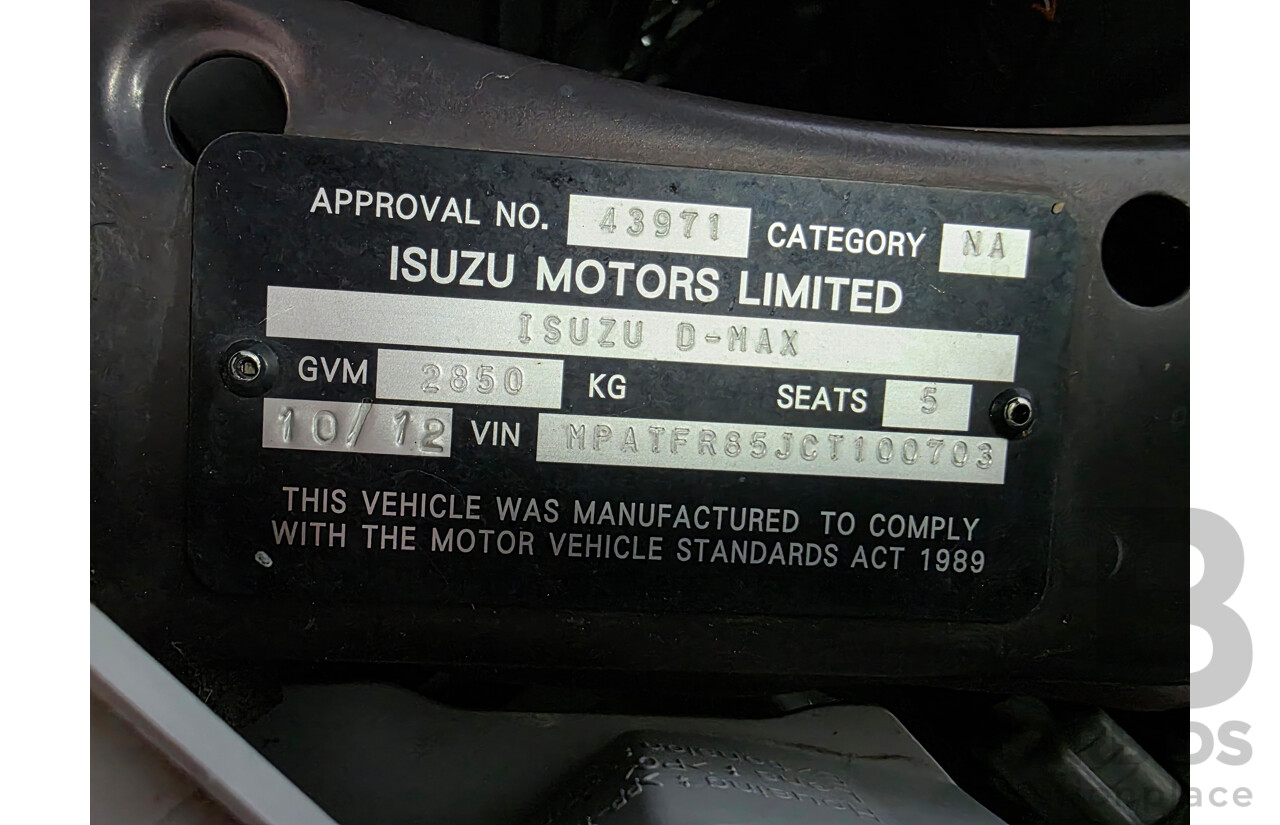 APPROVAL NO. 43971 CATEGORY NA
ISUZU MOTORS LIMITED
ISUZU D-MAX
GVM 2850 KG SEATS 5
10/12 VIN MPATFR85JCT100703
THIS VEHICLE WAS MANUFACTURED TO COMPLY
WITH THE MOTOR VEHICLE STANDARDS ACT 1989